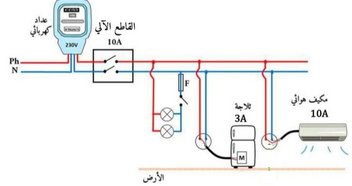 عداد
كهربائي
القاطع الآلي
10A
230V
Ph
N
F
ثلاجة
3A
M
مكيف هوائي
10A
الأرض